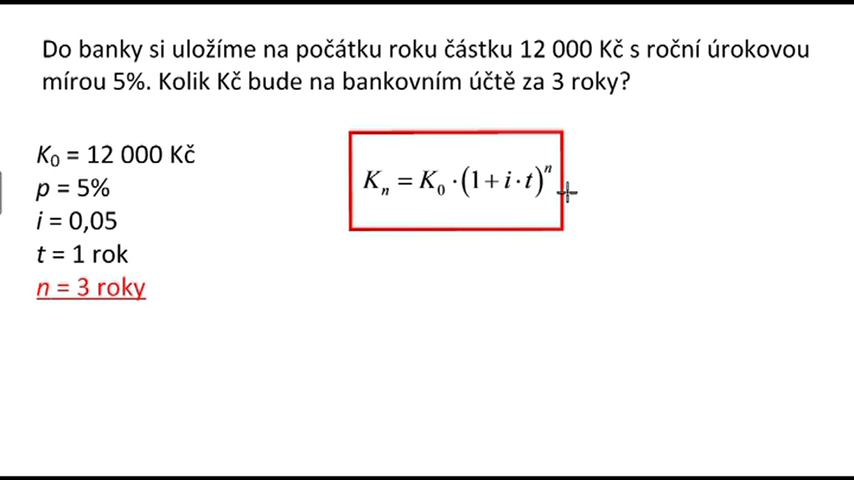 Do banky si uložíme na počátku roku částku 12 000 Kč s roční úrokovou
mírou 5%. Kolik Kč bude na bankovním účtě za 3 roky?
K₀ = 12 000 Kč
p = 5%
i = 0,05
t = 1 rok
n = 3 roky
Kₙ = K₀ · (1 + i · t)ⁿ